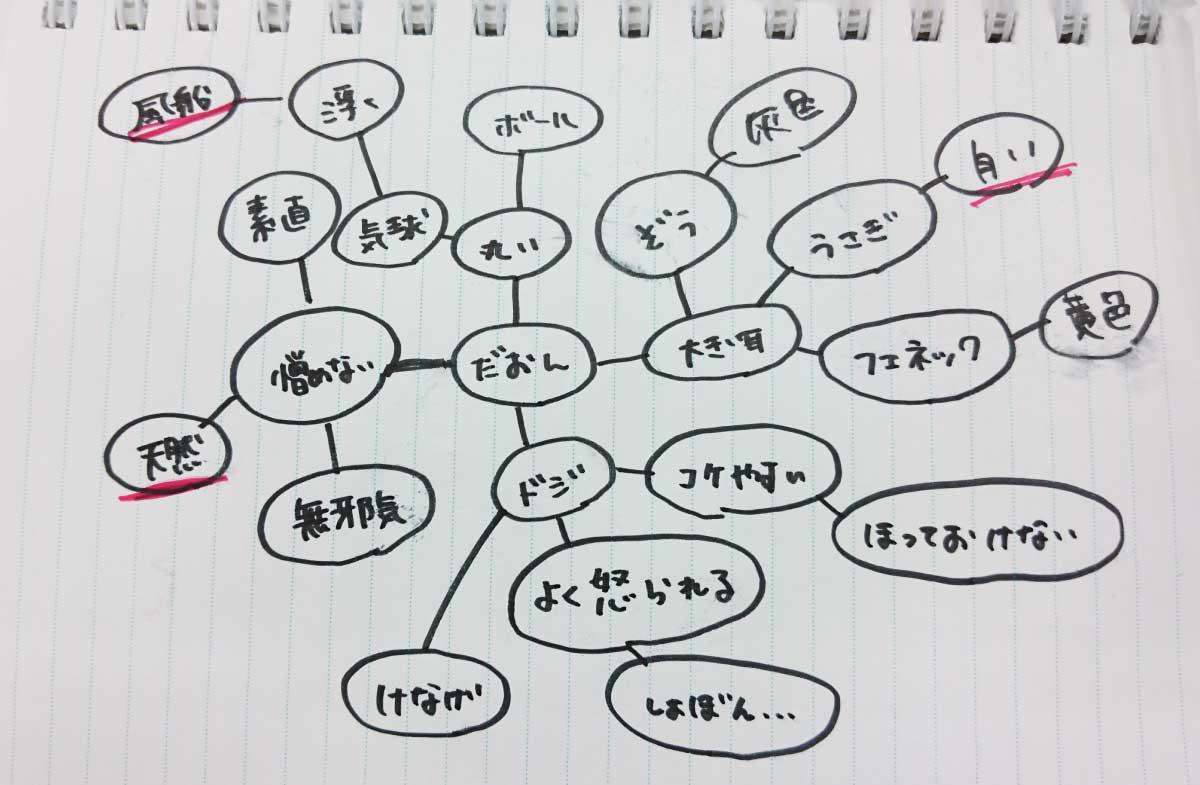 風船
浮く
ボール
灰色
白い
素直
気球
丸い
ぞう
うさぎ
黄色
憎めない
だおん
大きい耳
フェネック
天然
無邪気
ドジ
コケやすい
ほっておけない
よく怒られる
けなげ
しょぼん...